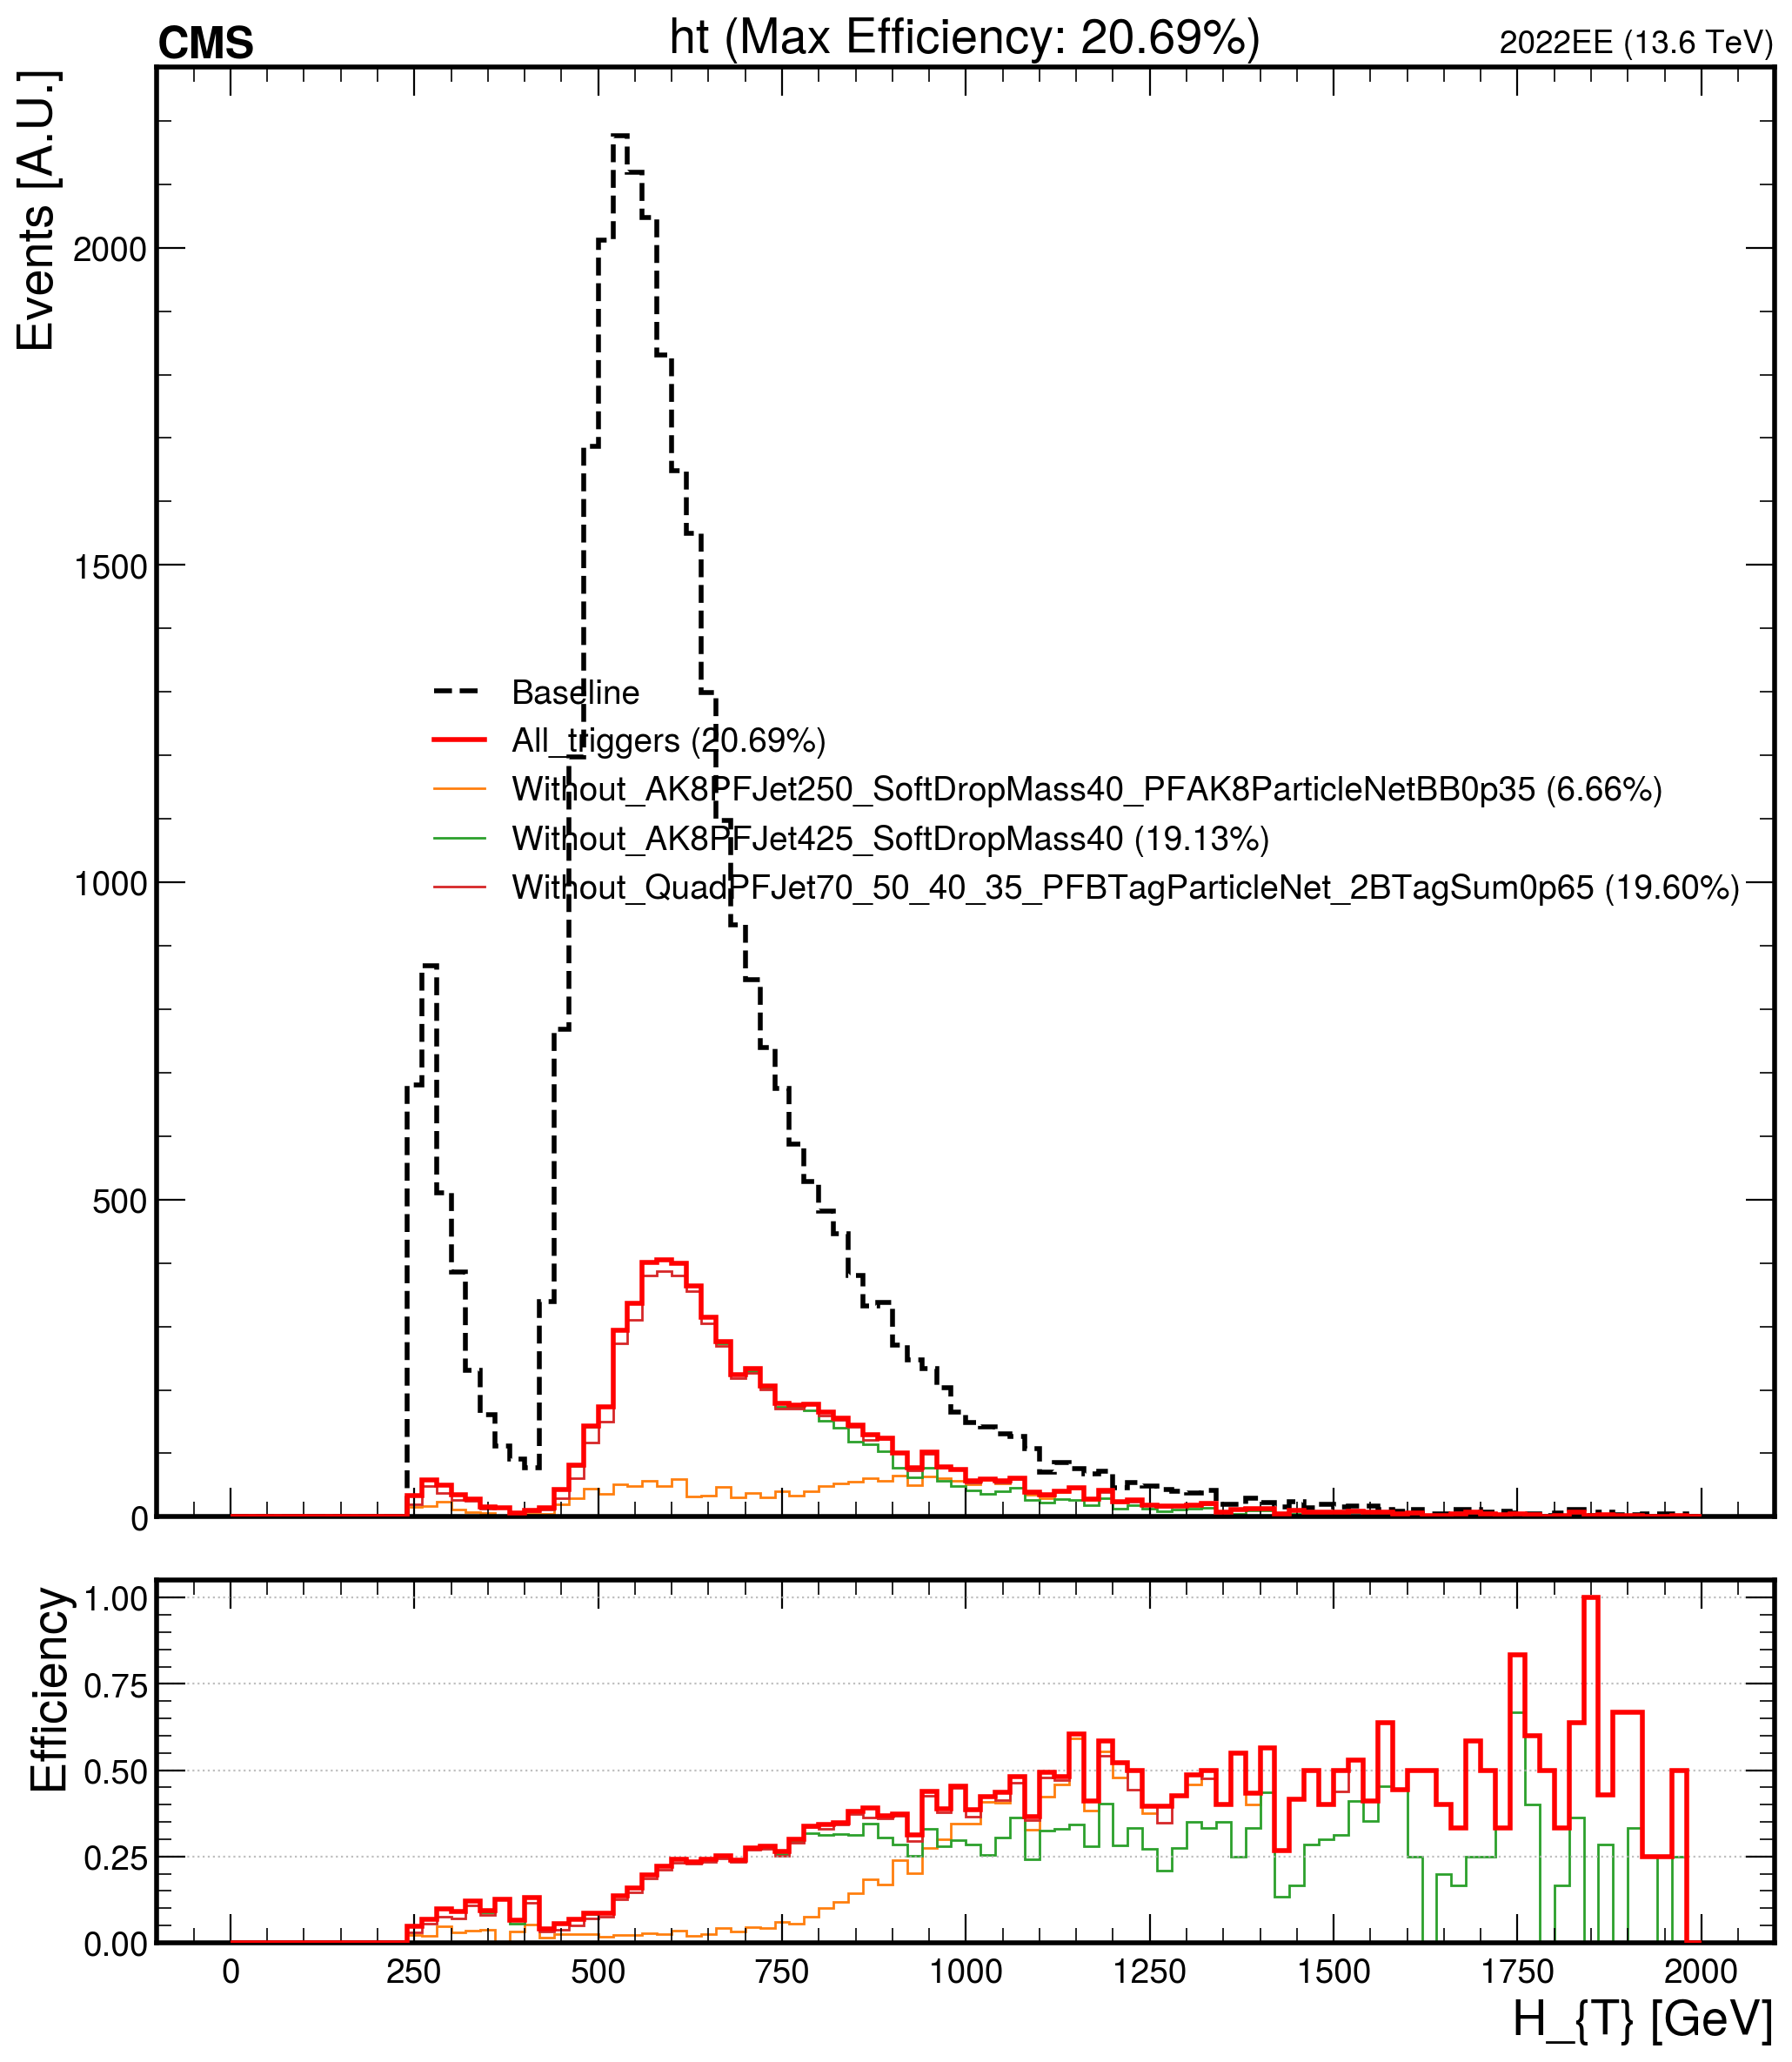 CMS
ht (Max Efficiency: 20.69%)
2022EE (13.6 TeV)
Events [A.U.]
2000
1500
1000
500
0
Baseline
All_triggers (20.69%)
Without_AK8PFJet250_SoftDropMass40_PFAK8ParticleNetBB0p35 (6.66%)
Without_AK8PFJet425_SoftDropMass40 (19.13%)
Without_QuadPFJet70_50_40_35_PFBTagParticleNet_2BTagSum0p65 (19.60%)
Efficiency
1.00
0.75
0.50
0.25
0.00
0 250 500 750 1000 1250 1500 1750 2000
H_{T} [GeV]